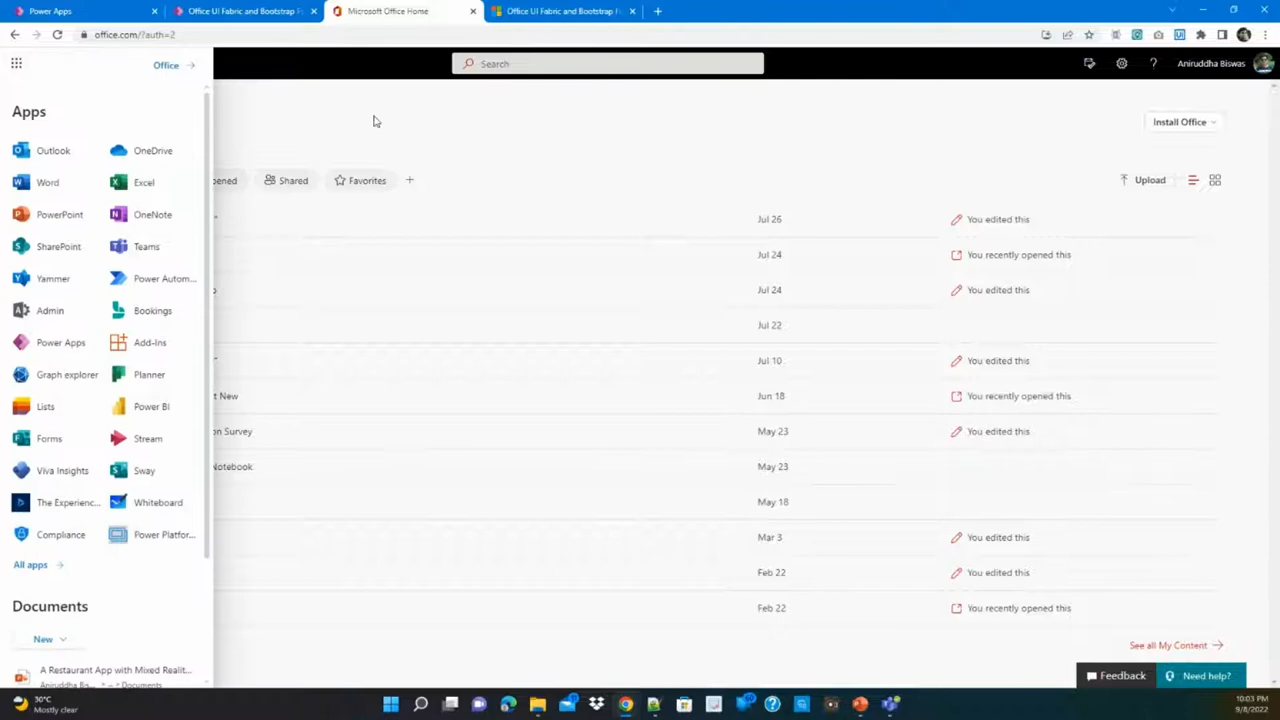 Power Apps
Office UI Fabric and Bootstrap F
Microsoft Office Home
Office UI Fabric and Bootstrap F
office.com/?auth=2
Office →
Search
Aniruddha Biswas
Apps
Install Office
Outlook
OneDrive
Word
Excel
pened
Shared
Favorites
Upload
PowerPoint
OneNote
Jul 26
You edited this
SharePoint
Teams
Jul 24
You recently opened this
Yammer
Power Autom...
Jul 24
You edited this
Admin
Bookings
Jul 22
Power Apps
Add-Ins
Jul 10
You edited this
Graph explorer
Planner
t New
Jun 18
You recently opened this
Lists
Power BI
on Survey
May 23
You edited this
Forms
Stream
Notebook
May 23
Viva Insights
Sway
The Experienc...
Whiteboard
May 18
Compliance
Power Platfor...
Mar 3
You edited this
All apps →
Feb 22
You edited this
Documents
Feb 22
You recently opened this
New
See all My Content →
A Restaurant App with Mixed Realit...
Aniruddha Bis... Documents
Feedback
Need help?
30°C
Mostly clear
10:03 PM
9/8/2022